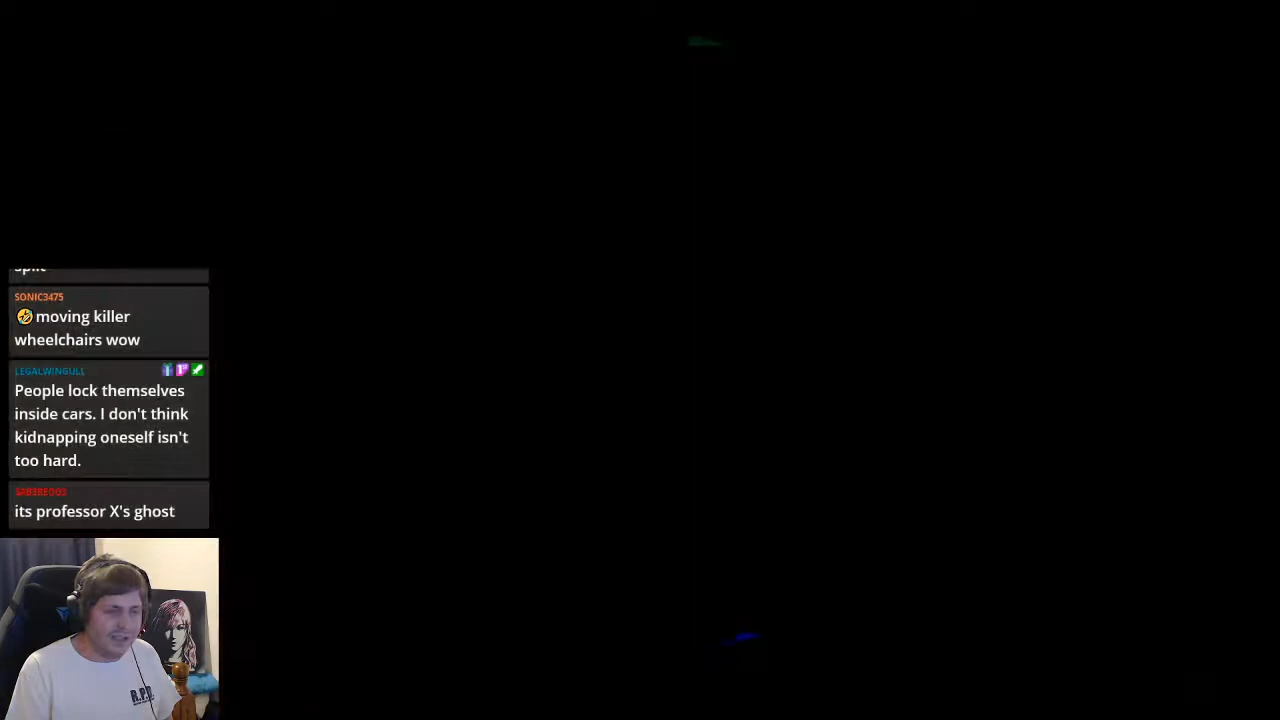 split
SONIC3475
🤣moving killer
wheelchairs wow
LEGALWINGULL
People lock themselves
inside cars. I don't think
kidnapping oneself isn't
too hard.
its professor X's ghost
R.P.D.